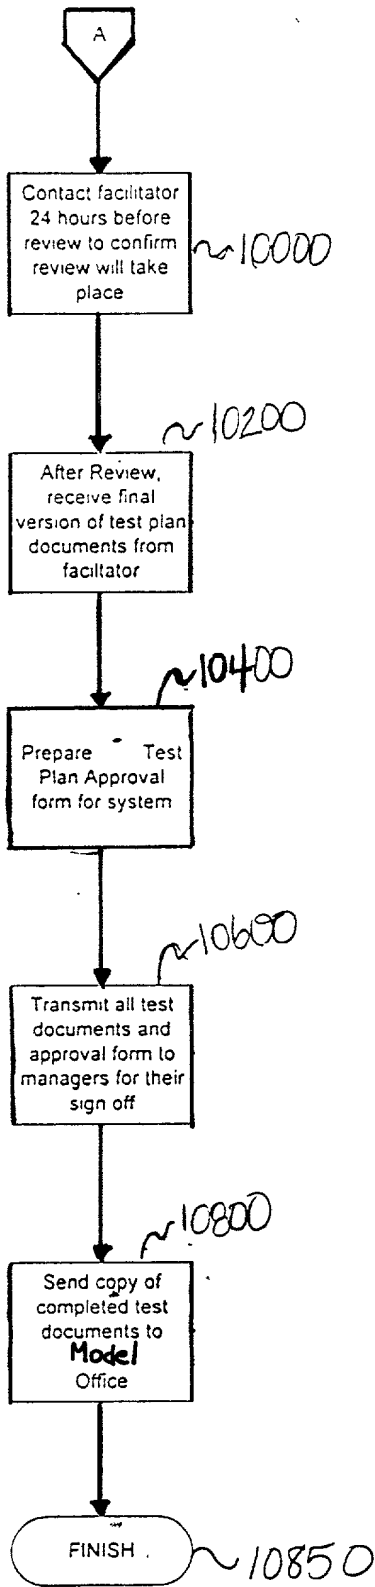 A
Contact facilitator
24 hours before
review to confirm
review will take
place
10000
10200
After Review,
receive final
version of test plan
documents from
faciltator
10400
Prepare Test
Plan Approval
form for system
10600
Transmit all test
documents and
approval form to
managers for their
sign off
10800
Send copy of
completed test
documents to
Model
Office
FINISH
10850